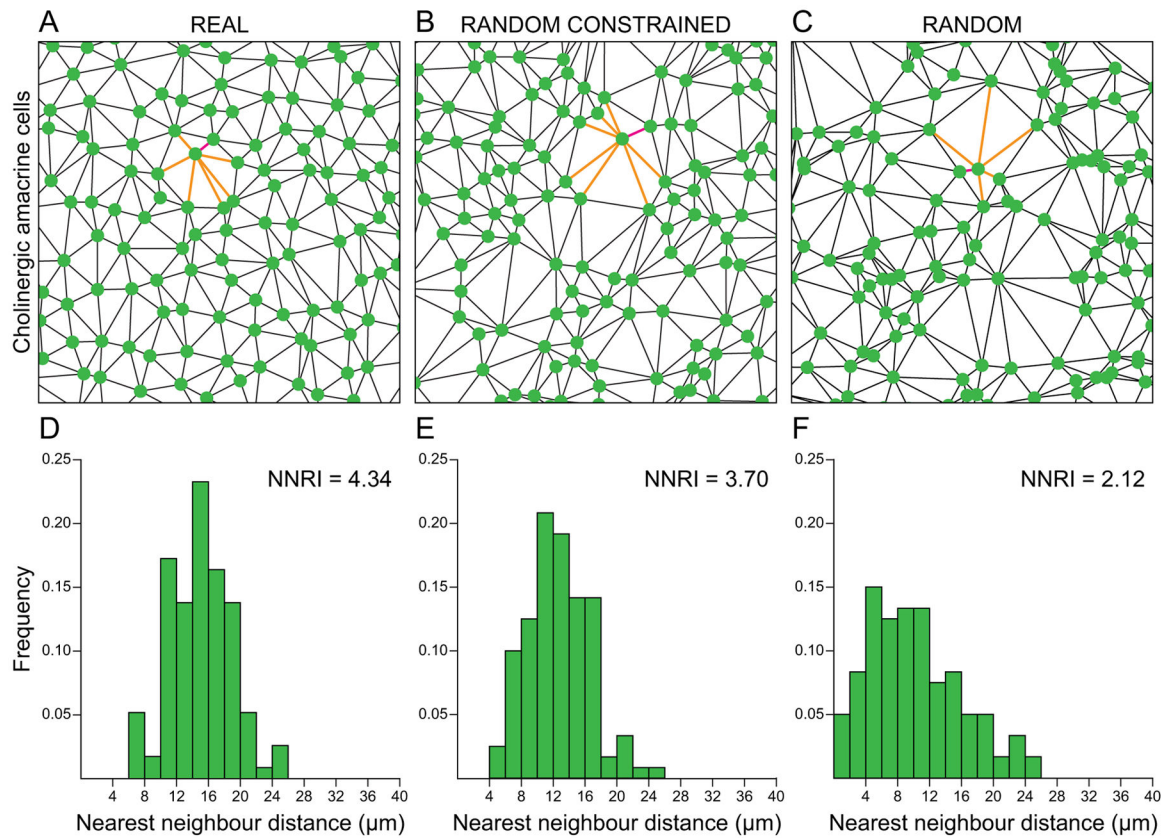 A REAL
B RANDOM CONSTRAINED
C RANDOM
Cholinergic amacrine cells
D
E
F
NNRI = 4.34
NNRI = 3.70
NNRI = 2.12
Frequency
0.25
0.20
0.15
0.10
0.05
4 8 12 16 20 24 28 32 36 40
Nearest neighbour distance (µm)
0.25
0.20
0.15
0.10
0.05
4 8 12 16 20 24 28 32 36 40
Nearest neighbour distance (µm)
0.25
0.20
0.15
0.10
0.05
4 8 12 16 20 24 28 32 36 40
Nearest neighbour distance (µm)